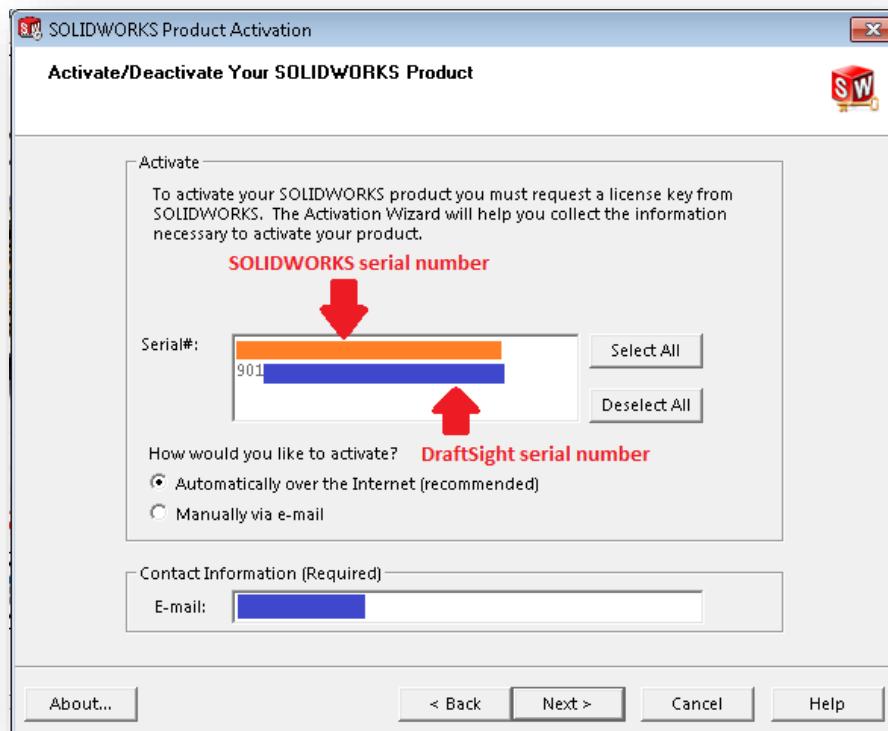 SOLIDWORKS Product Activation
Activate/Deactivate Your SOLIDWORKS Product
SW
Activate
To activate your SOLIDWORKS product you must request a license key from
SOLIDWORKS. The Activation Wizard will help you collect the information
necessary to activate your product.
SOLIDWORKS serial number
Serial#:
901
Select All
Deselect All
How would you like to activate?
DraftSight serial number
Automatically over the Internet (recommended)
Manually via e-mail
Contact Information (Required)
E-mail:
About...
< Back
Next >
Cancel
Help